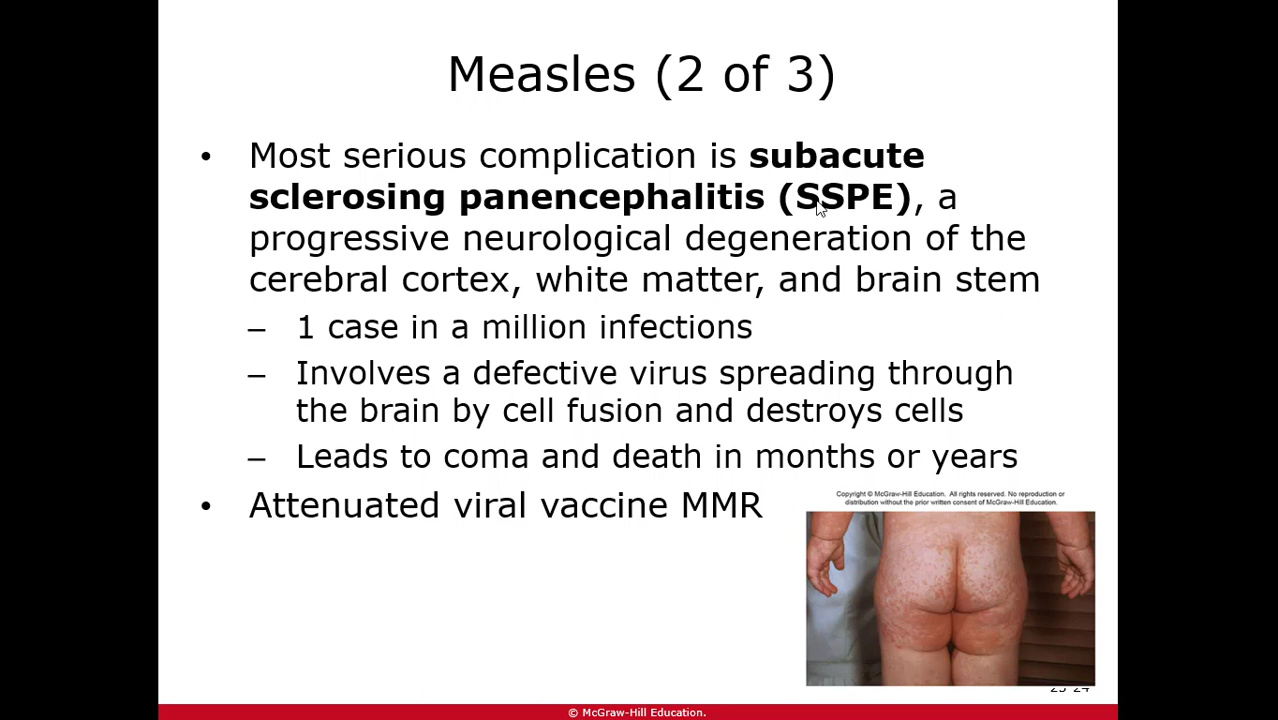 Measles (2 of 3)
• Most serious complication is subacute
sclerosing panencephalitis (SSPE), a
progressive neurological degeneration of the
cerebral cortex, white matter, and brain stem
– 1 case in a million infections
– Involves a defective virus spreading through
the brain by cell fusion and destroys cells
– Leads to coma and death in months or years
• Attenuated viral vaccine MMR
Copyright © McGraw-Hill Education. All rights reserved. No reproduction or
distribution without the prior written consent of McGraw-Hill Education.
© McGraw-Hill Education.